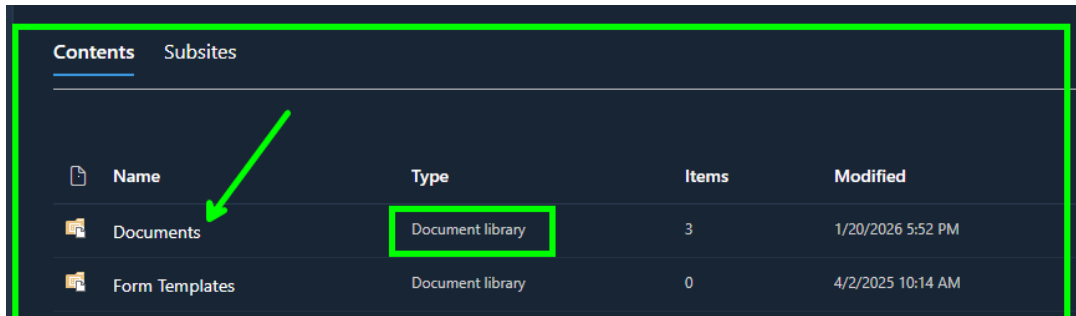 Contents Subsites
Name Type Items Modified
Documents Document library 3 1/20/2026 5:52 PM
Form Templates Document library 0 4/2/2025 10:14 AM